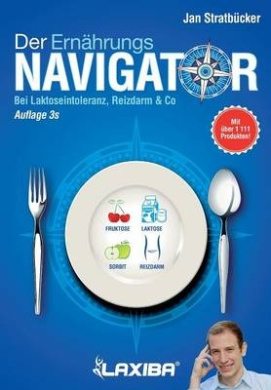 Jan Stratbücker
Der Ernährungs
NAVIGATOR
Bei Laktoseintoleranz, Reizdarm & Co
Auflage 3s
Mit
über 1 111
Produkten!
FRUKTOSE LAKTOSE
SORBIT REIZDARM
LAXIBA®